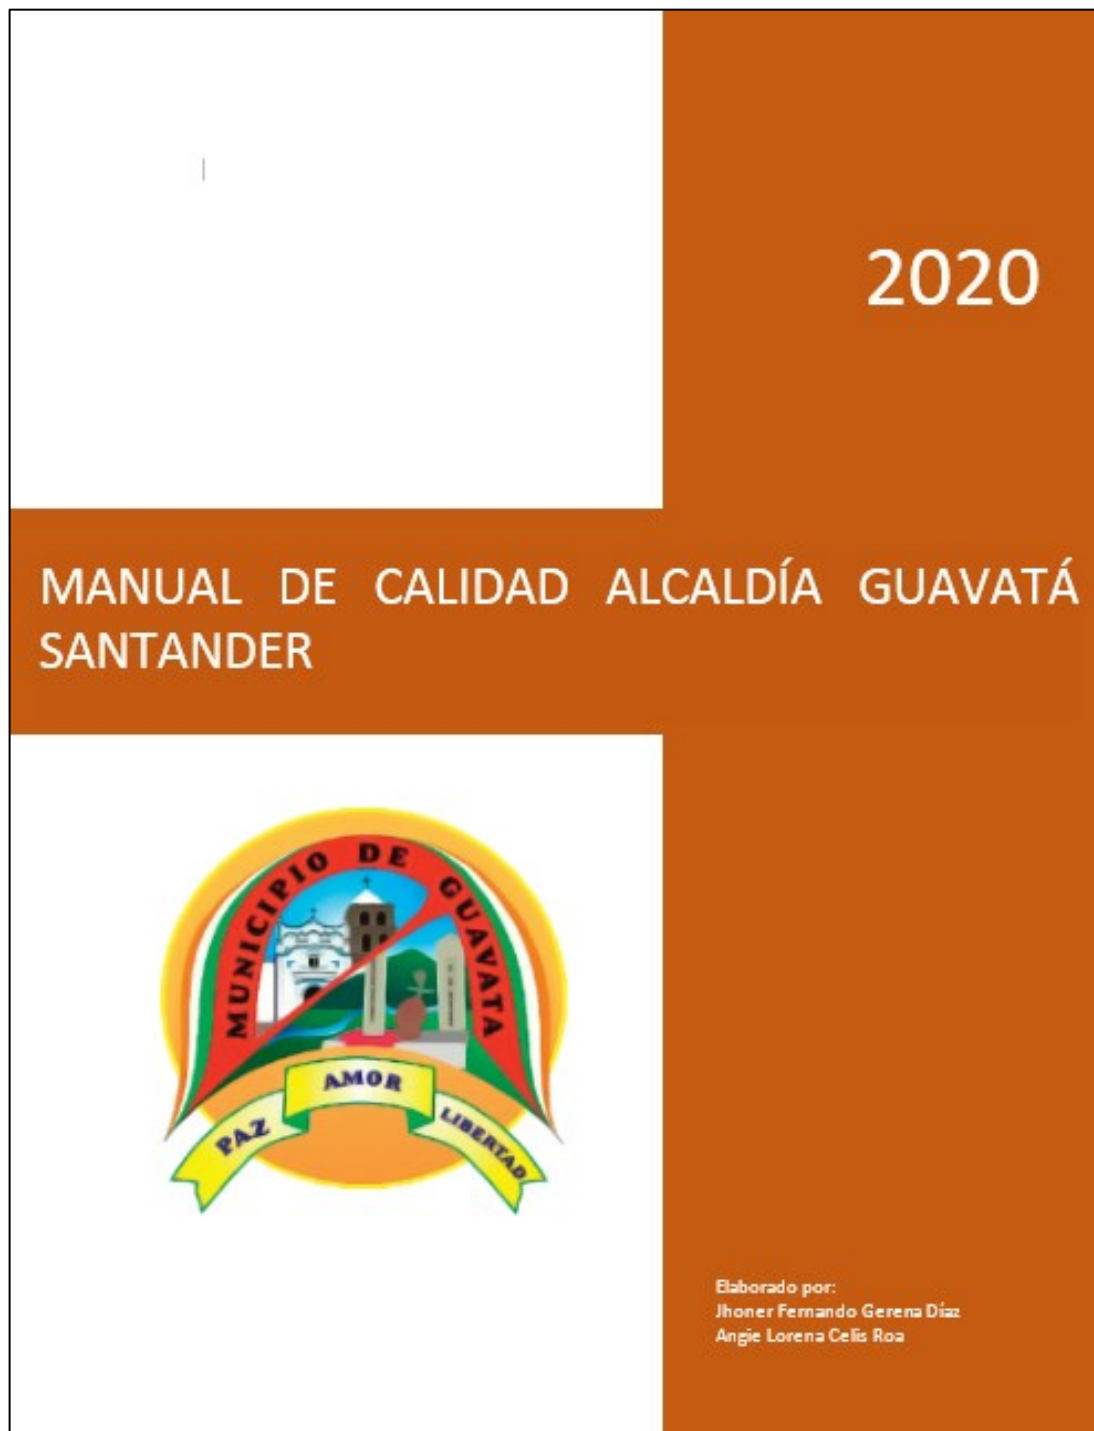 2020
MANUAL DE CALIDAD ALCALDÍA GUAVATÁ
SANTANDER
MUNICIPIO DE GUAVATA
PAZ
AMOR
LIBERTAD
Elaborado por:
Jhoner Fernando Gerena Díaz
Angie Lorena Celis Roa